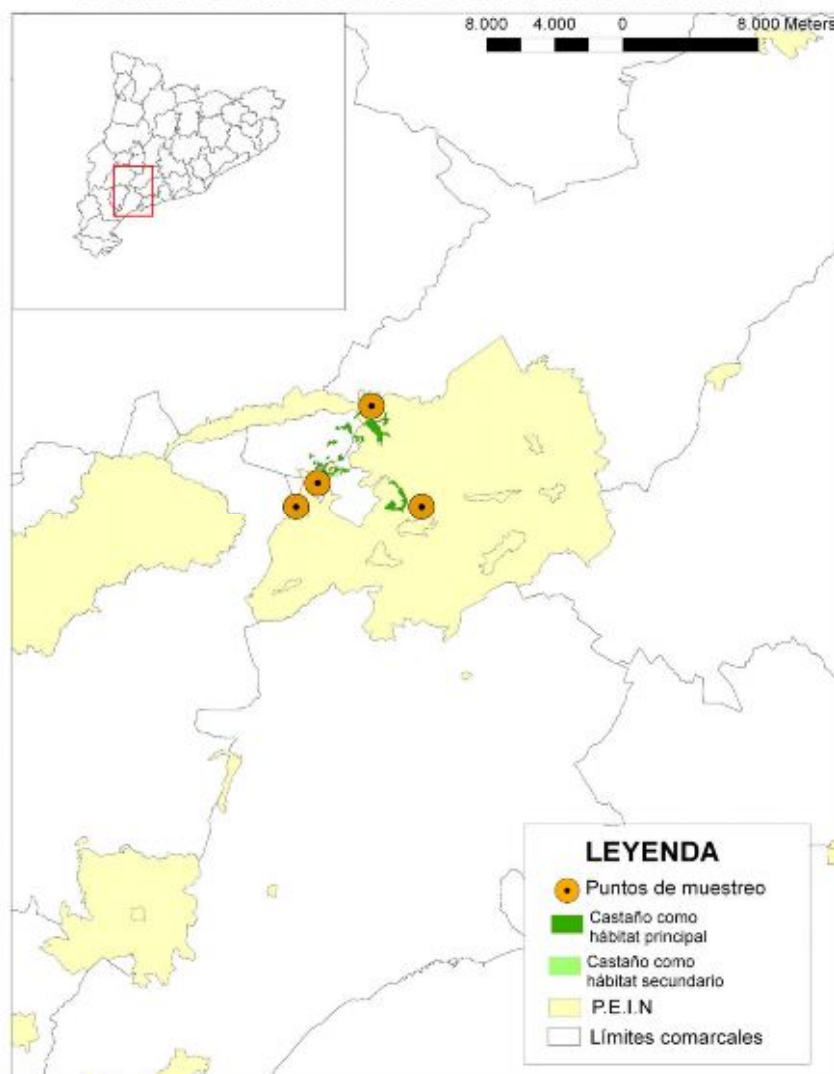 8.000 4.000 0 8.000 Meters
LEYENDA
Puntos de muestreo
Castaño como
hábitat principal
Castaño como
hábitat secundario
P.E.I.N
Límites comarcales